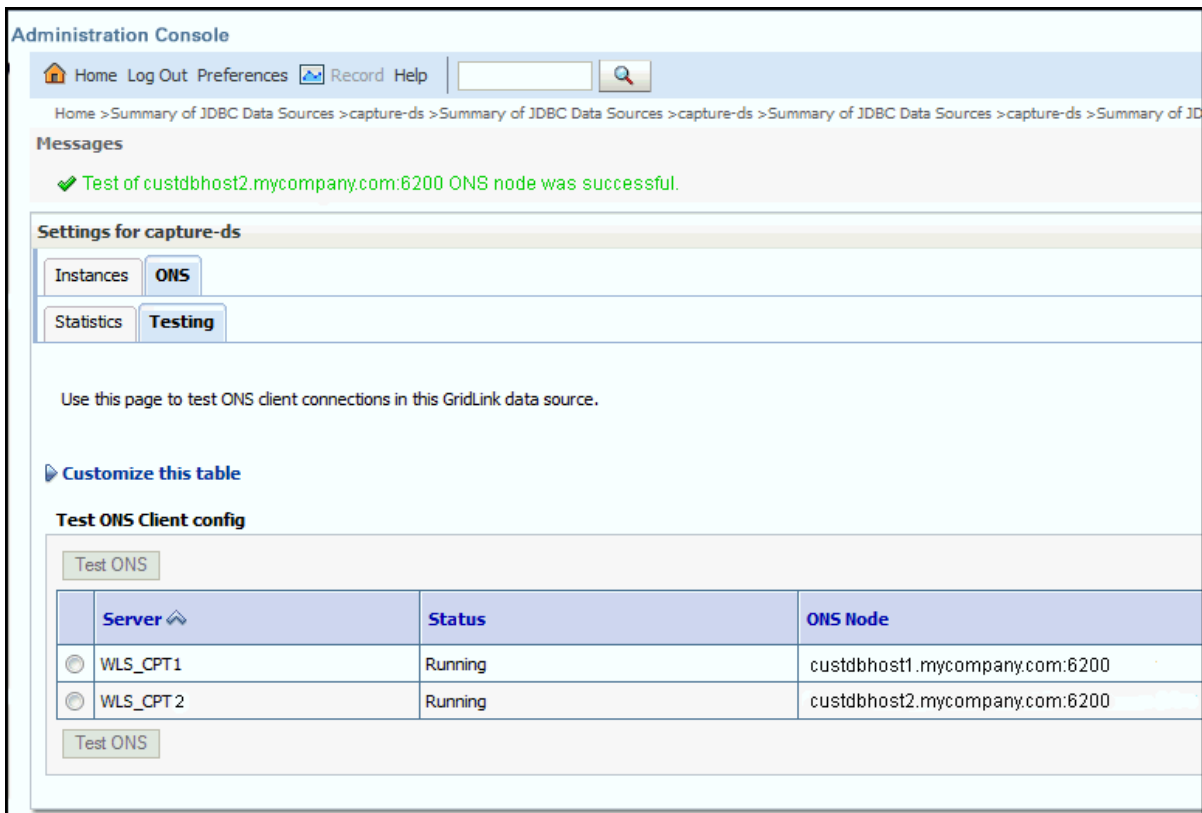 Administration Console
Home Log Out Preferences Record Help
Home >Summary of JDBC Data Sources >capture-ds >Summary of JDBC Data Sources >capture-ds >Summary of JDBC Data Sources >capture-ds >Summary of JD
Messages
Test of custdbhost2.mycompany.com:6200 ONS node was successful.
Settings for capture-ds
Instances ONS
Statistics Testing
Use this page to test ONS client connections in this GridLink data source.
Customize this table
Test ONS Client config
Test ONS
Server Status ONS Node
WLS_CPT1 Running custdbhost1.mycompany.com:6200
WLS_CPT 2 Running custdbhost2.mycompany.com:6200
Test ONS